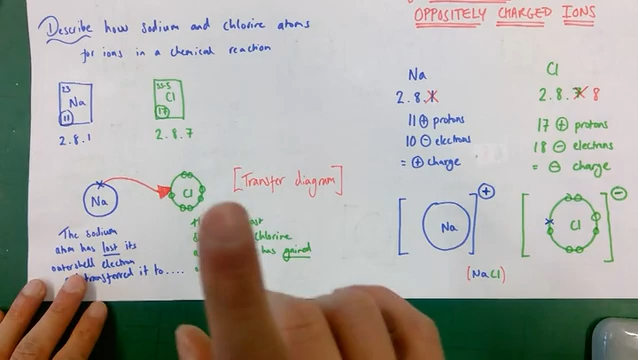 Describe how sodium and chlorine atoms
for ions in a chemical reaction
OPPOSITELY CHARGED IONS
23
Na
11
2.8.1
35.5
Cl
17
2.8.7
Na
Cl
[Transfer diagram]
The sodium
atom has lost its
outershell electron
transferred it to....
chlorine
has gained
Na
2.8.1
11 + protons
10 - electrons
= + charge
Cl
2.8.7 8
17 + protons
18 - electrons
= - charge
[Na]+
[Cl]-
(NaCl)